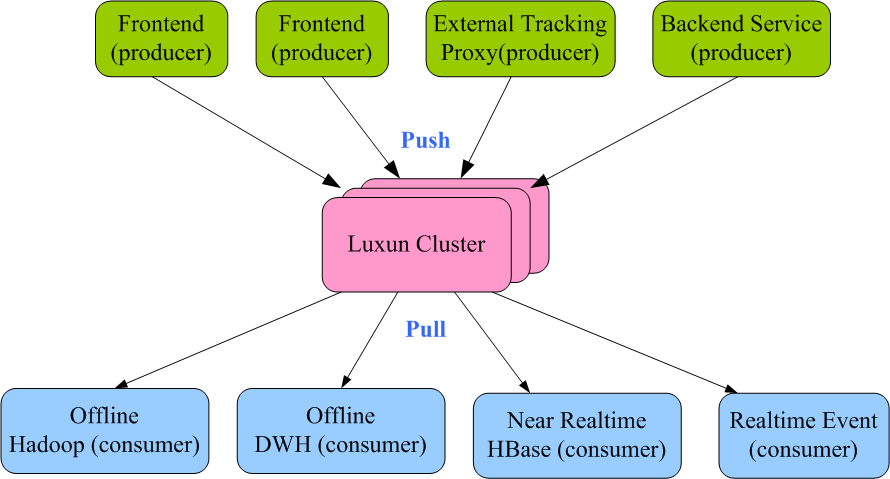 Frontend
(producer)
Frontend
(producer)
External Tracking
Proxy(producer)
Backend Service
(producer)
Push
Luxun Cluster
Pull
Offline
Hadoop (consumer)
Offline
DWH (consumer)
Near Realtime
HBase (consumer)
Realtime Event
(consumer)